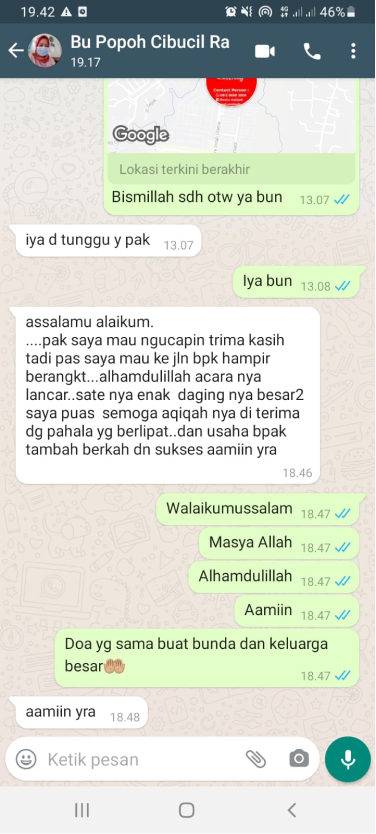 19.42
46%
Bu Popoh Cibucil Ra
19.17
Google
Lokasi terkini berakhir
Bismillah sdh otw ya bun 13.07
iya d tunggu y pak 13.07
Iya bun 13.08
assalamu alaikum.
....pak saya mau ngucapin trima kasih
tadi pas saya mau ke jln bpk hampir
berangkt...alhamdulillah acara nya
lancar..sate nya enak daging nya besar2
saya puas semoga aqiqah nya di terima
dg pahala yg berlipat..dan usaha bpak
tambah berkah dn sukses aamiin yra
18.46
Walaikumussalam 18.47
Masya Allah 18.47
Alhamdulillah 18.47
Aamiin 18.47
Doa yg sama buat bunda dan keluarga
besar🤲🏼
18.47
aamiin yra 18.48
Ketik pesan